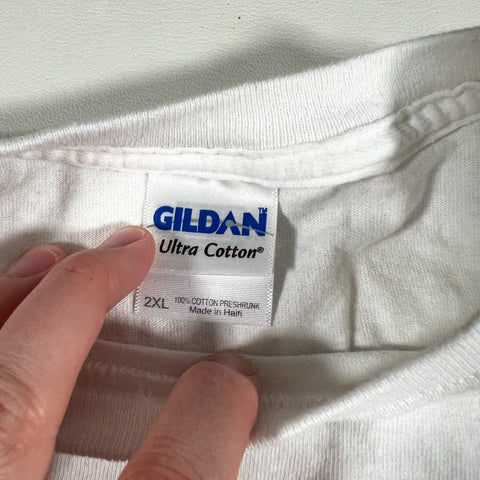 GILDAN™
Ultra Cotton®
2XL 100% COTTON PRESHRUNK
Made in Haiti